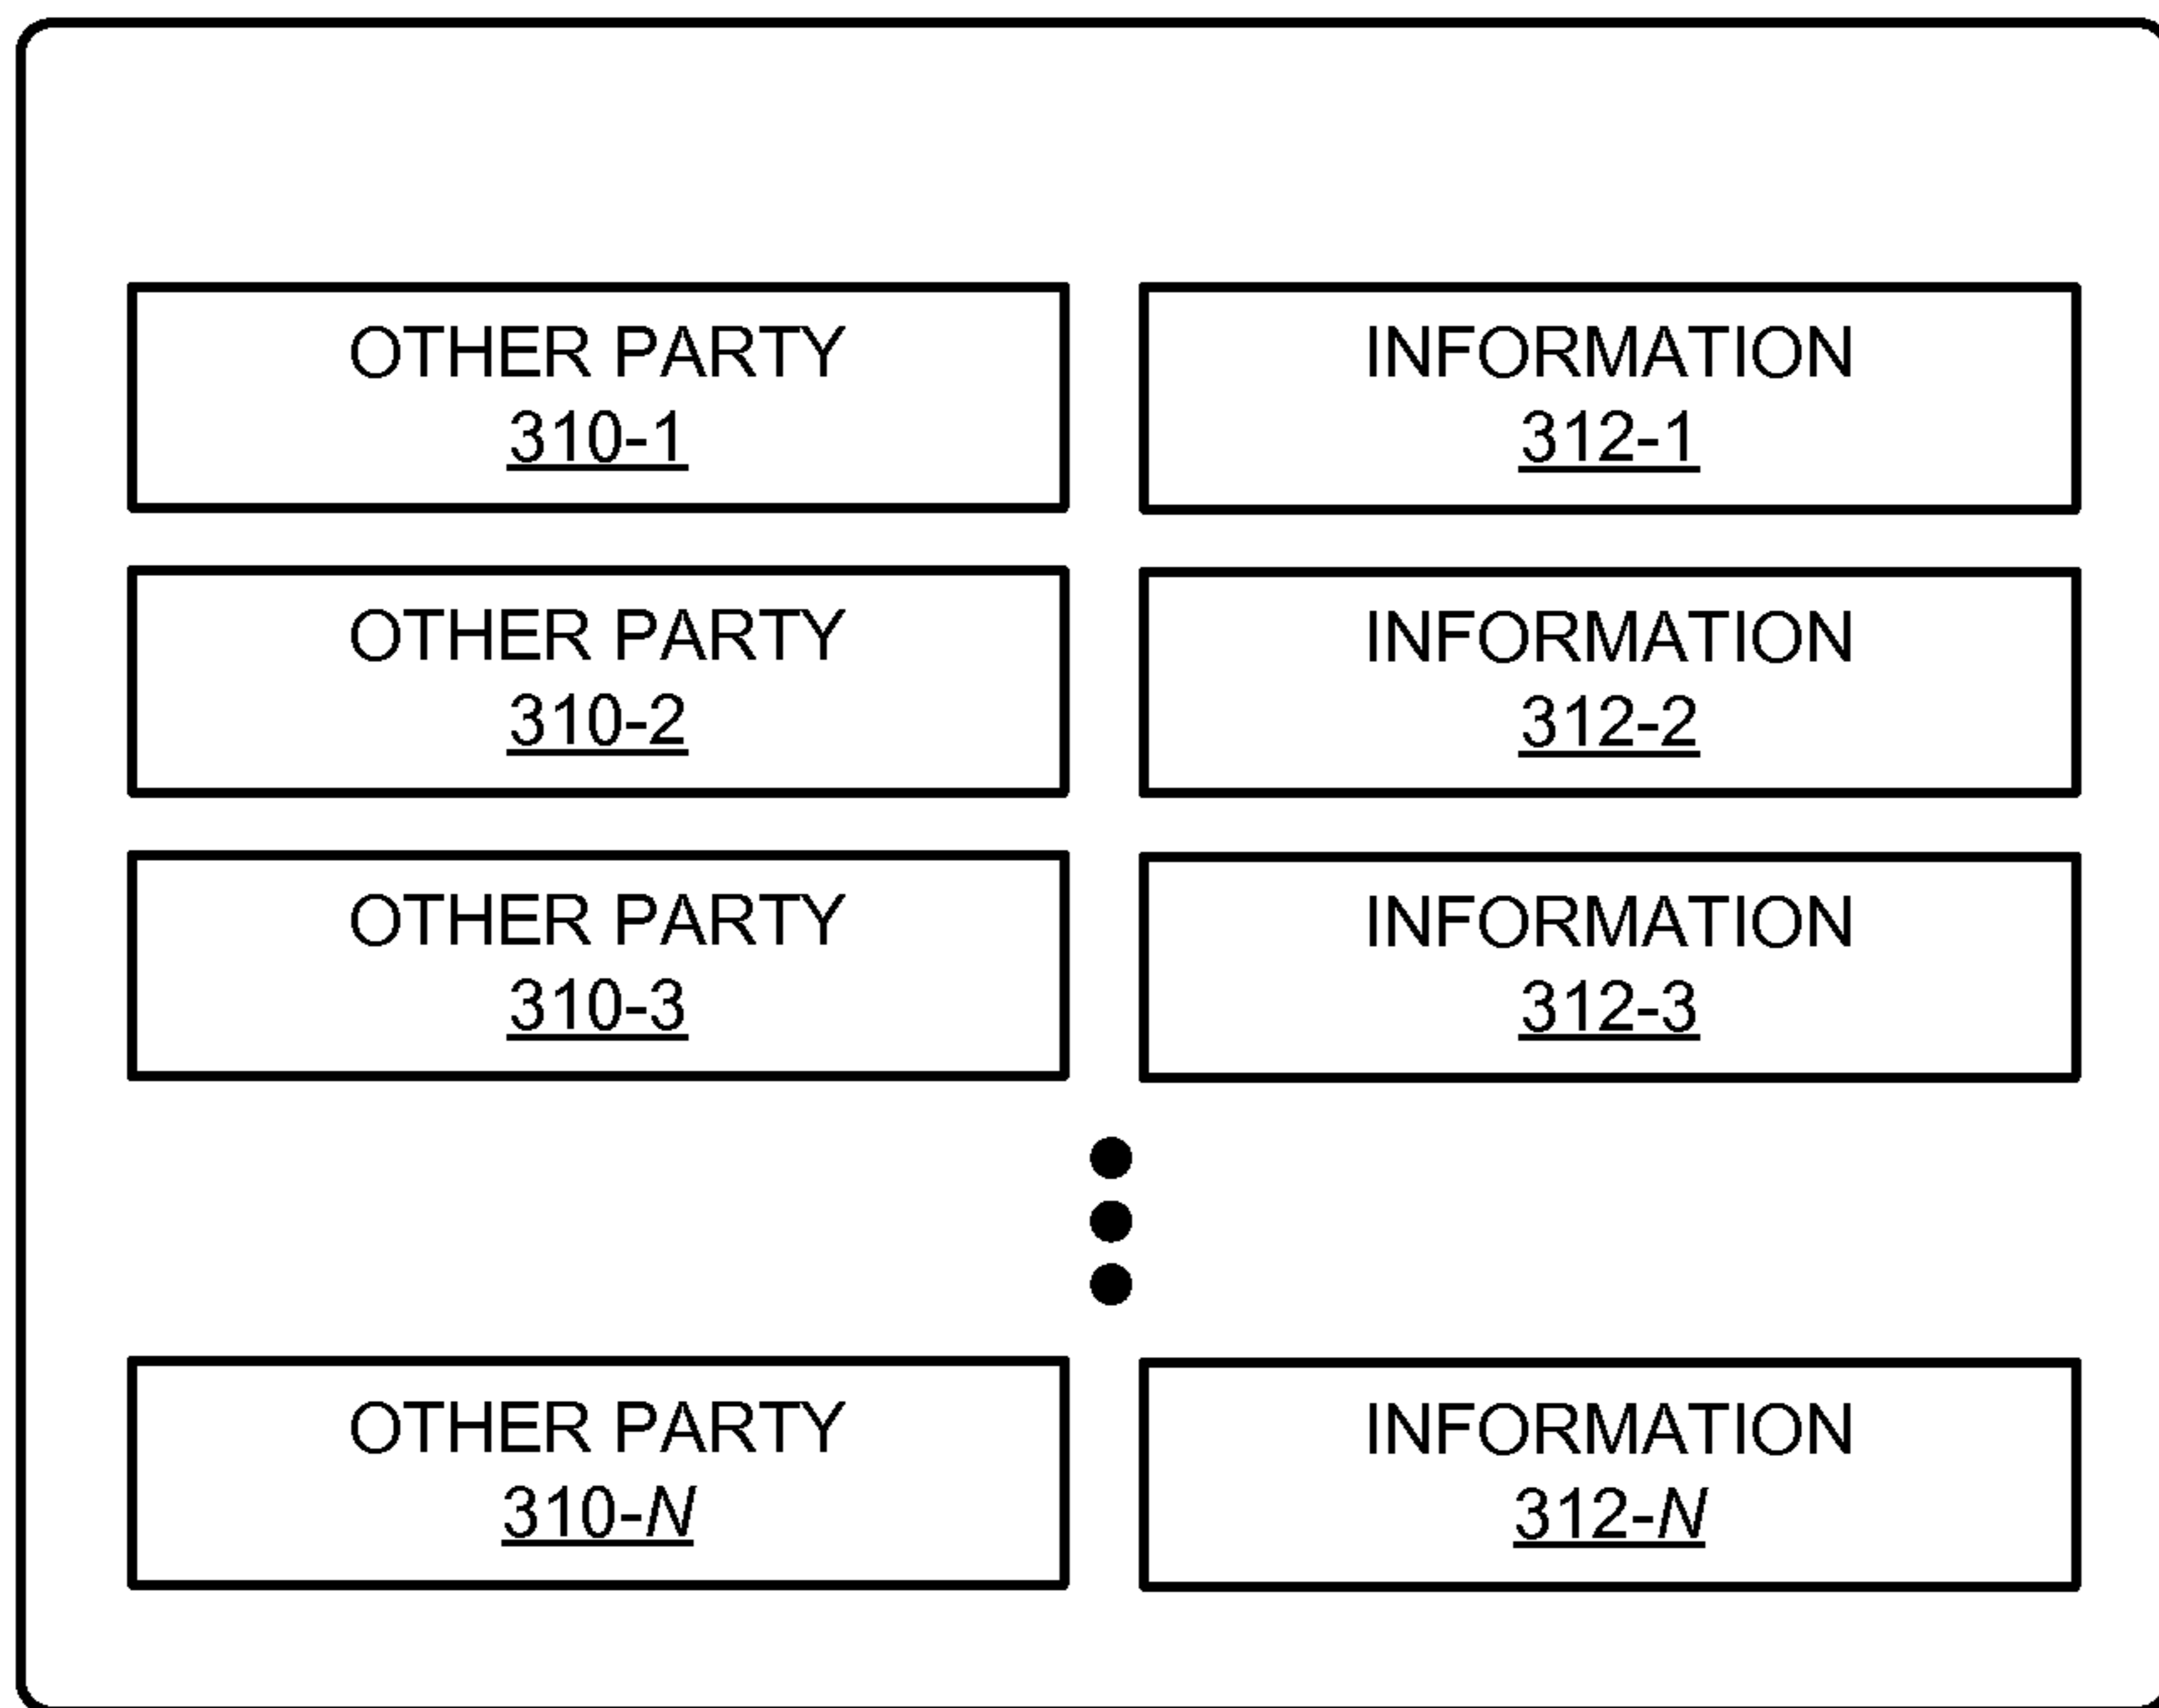 OTHER PARTY
310-1
INFORMATION
312-1
OTHER PARTY
310-2
INFORMATION
312-2
OTHER PARTY
310-3
INFORMATION
312-3
OTHER PARTY
310-N
INFORMATION
312-N